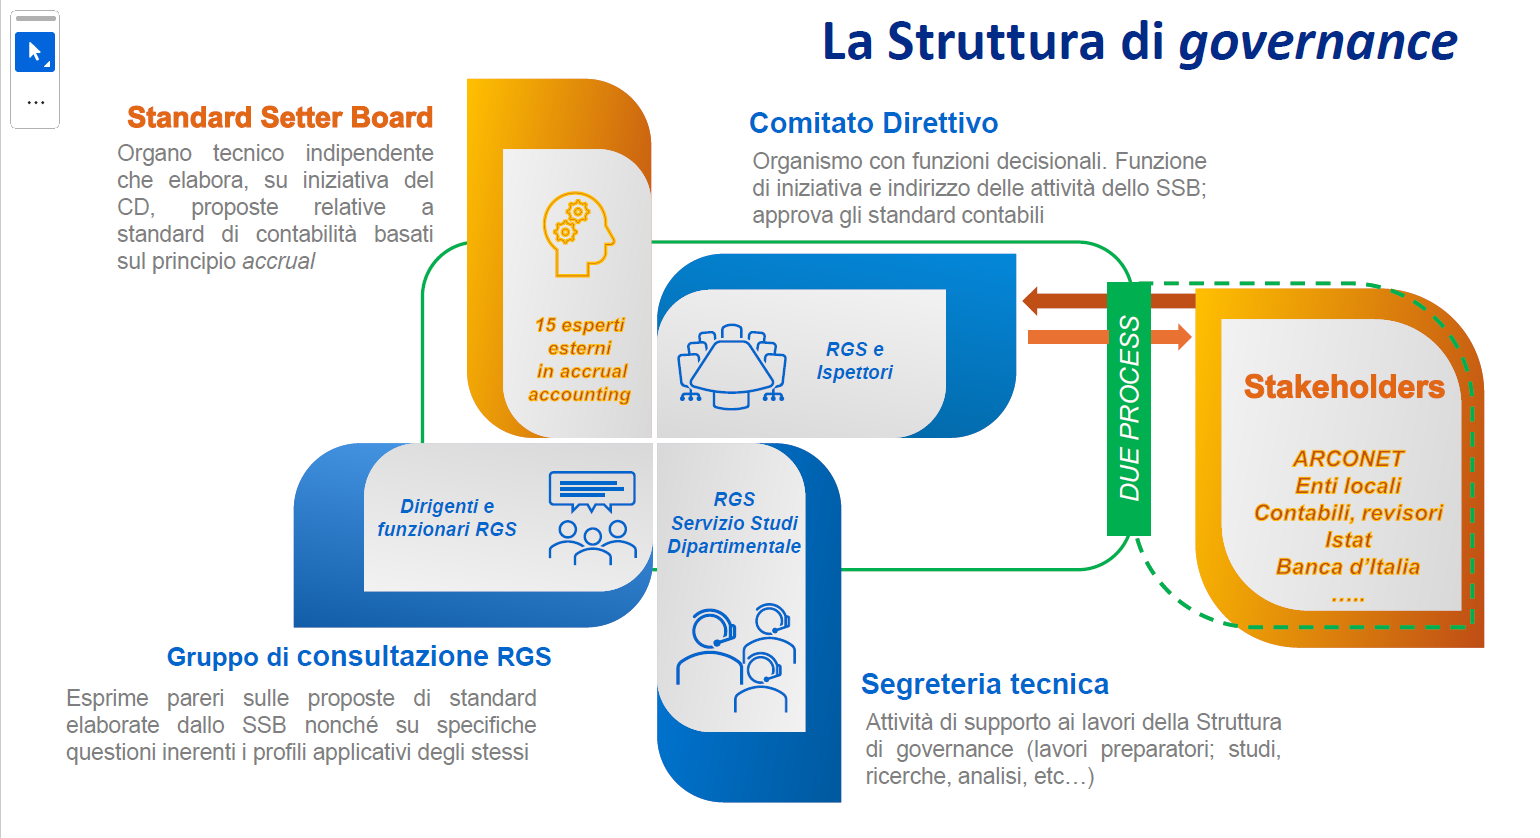 La Struttura di governance
Standard Setter Board
Organo tecnico indipendente
che elabora, su iniziativa del
CD, proposte relative a
standard di contabilità basati
sul principio accrual
Comitato Direttivo
Organismo con funzioni decisionali. Funzione
di iniziativa e indirizzo delle attività dello SSB;
approva gli standard contabili
15 esperti
esterni
in accrual
accounting
RGS e
Ispettori
DUE PROCESS
Stakeholders
ARCONET
Enti locali
Contabili, revisori
Istat
Banca d'Italia
…..
Dirigenti e
funzionari RGS
RGS
Servizio Studi
Dipartimentale
Gruppo di consultazione RGS
Esprime pareri sulle proposte di standard
elaborate dallo SSB nonché su specifiche
questioni inerenti i profili applicativi degli stessi
Segreteria tecnica
Attività di supporto ai lavori della Struttura
di governance (lavori preparatori; studi,
ricerche, analisi, etc…)